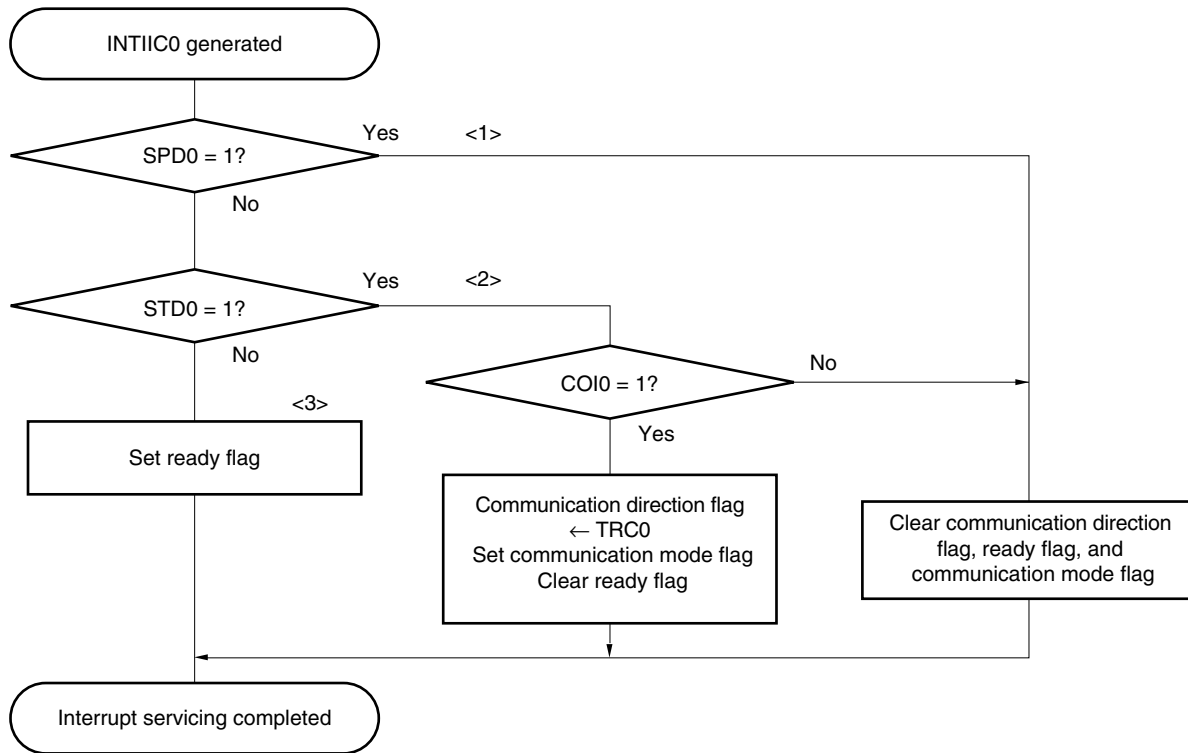 INTIIC0 generated
Yes
<1>
SPD0 = 1?
No
Yes
<2>
STD0 = 1?
No
COI0 = 1?
No
Yes
<3>
Set ready flag
Communication direction flag
← TRC0
Set communication mode flag
Clear ready flag
Clear communication direction
flag, ready flag, and
communication mode flag
Interrupt servicing completed